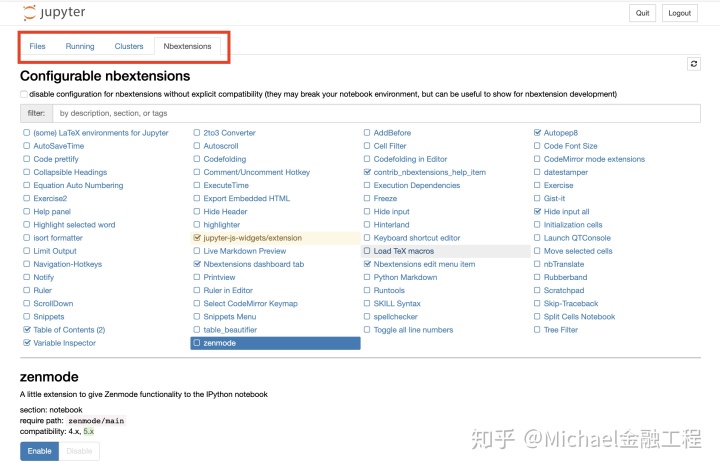 jupyter
Quit Logout
Files Running Clusters Nbextensions
Configurable nbextensions
disable configuration for nbextensions without explicit compatibility (they may break your notebook environment, but can be useful to show for nbextension development)
filter: by description, section, or tags
(some) LaTeX environments for Jupyter 2to3 Converter AddBefore Autopep8
AutoSaveTime Autoscroll Cell Filter Code Font Size
Code prettify Codefolding Codefolding in Editor CodeMirror mode extensions
Collapsible Headings Comment/Uncomment Hotkey contrib_nbextensions_help_item datestamper
Equation Auto Numbering ExecuteTime Execution Dependencies Exercise
Exercise2 Export Embedded HTML Freeze Gist-it
Help panel Hide Header Hide input Hide input all
Highlight selected word highlighter Hinterland Initialization cells
isort formatter jupyter-js-widgets/extension Keyboard shortcut editor Launch QTConsole
Limit Output Live Markdown Preview Load TeX macros Move selected cells
Navigation-Hotkeys Nbextensions dashboard tab Nbextensions edit menu item nbTranslate
Notify Printview Python Markdown Rubberband
Ruler Ruler in Editor Runtools Scratchpad
ScrollDown Select CodeMirror Keymap SKILL Syntax Skip-Traceback
Snippets Snippets Menu spellchecker Split Cells Notebook
Table of Contents (2) table_beautifier Toggle all line numbers Tree Filter
Variable Inspector zenmode
zenmode
A little extension to give Zenmode functionality to the IPython notebook
section: notebook
require path: zenmode/main
compatibility: 4.x, 5.x
Enable Disable
知乎 @Michael金融工程